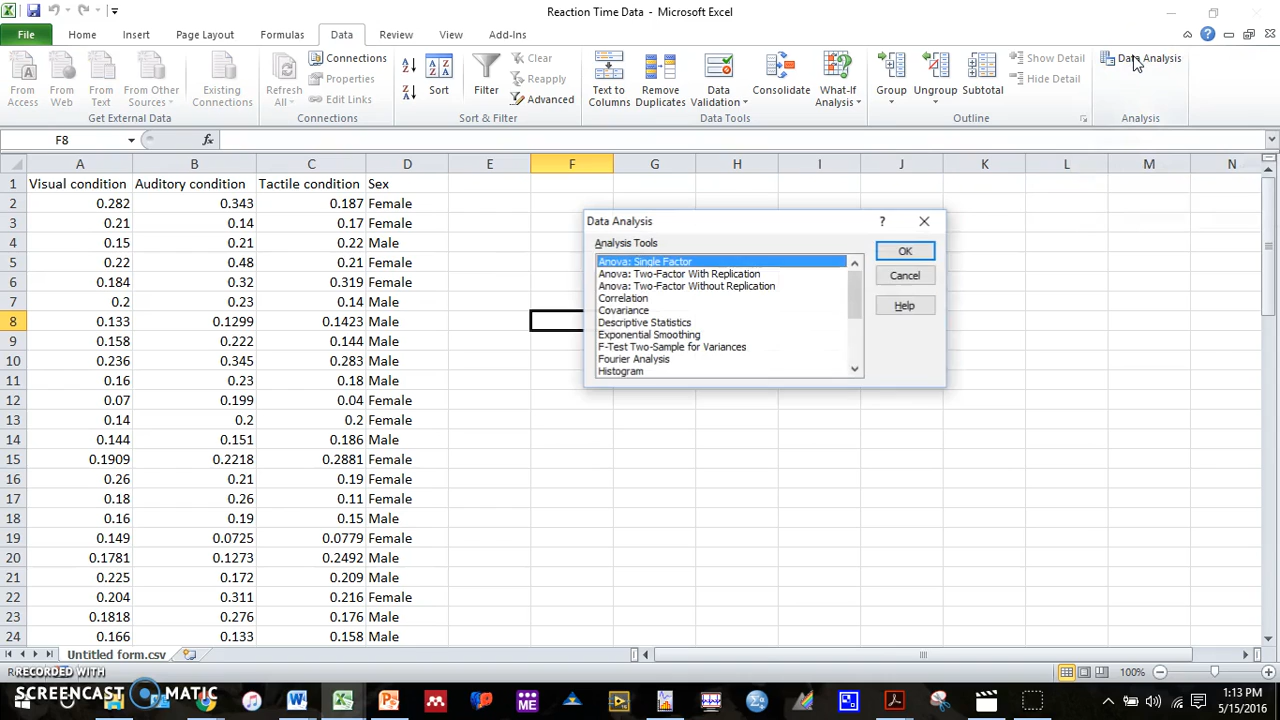 Reaction Time Data - Microsoft Excel
File Home Insert Page Layout Formulas Data Review View Add-Ins
From Access
From Web
From Text
From Other Sources
Existing Connections
Get External Data
Refresh All
Connections
Properties
Edit Links
Connections
Sort
Filter
Clear
Reapply
Advanced
Sort & Filter
Text to Columns
Remove Duplicates
Data Validation
Consolidate
What-If Analysis
Data Tools
Group
Ungroup
Subtotal
Show Detail
Hide Detail
Outline
Data Analysis
Analysis
F8 fx
A B C D E F G H I J K L M N
1 Visual condition Auditory condition Tactile condition Sex
2 0.282 0.343 0.187 Female
3 0.21 0.14 0.17 Female
4 0.15 0.21 0.22 Male
5 0.22 0.48 0.21 Female
6 0.184 0.32 0.319 Female
7 0.2 0.23 0.14 Male
8 0.133 0.1299 0.1423 Male
9 0.158 0.222 0.144 Male
10 0.236 0.345 0.283 Male
11 0.16 0.23 0.18 Male
12 0.07 0.199 0.04 Female
13 0.14 0.2 0.2 Female
14 0.144 0.151 0.186 Male
15 0.1909 0.2218 0.2881 Female
16 0.26 0.21 0.19 Female
17 0.18 0.26 0.11 Female
18 0.16 0.19 0.15 Male
19 0.149 0.0725 0.0779 Female
20 0.1781 0.1273 0.2492 Male
21 0.225 0.172 0.209 Male
22 0.204 0.311 0.216 Female
23 0.1818 0.276 0.176 Male
24 0.166 0.133 0.158 Male
Data Analysis ?
Analysis Tools
Anova: Single Factor
Anova: Two-Factor With Replication
Anova: Two-Factor Without Replication
Correlation
Covariance
Descriptive Statistics
Exponential Smoothing
F-Test Two-Sample for Variances
Fourier Analysis
Histogram
OK
Cancel
Help
Untitled form.csv
100%
RECORDED WITH
SCREENCAST MATIC
ME
1:13 PM
5/15/2016